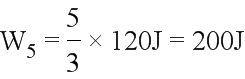 W₅ = 5/3 × 120J = 200J